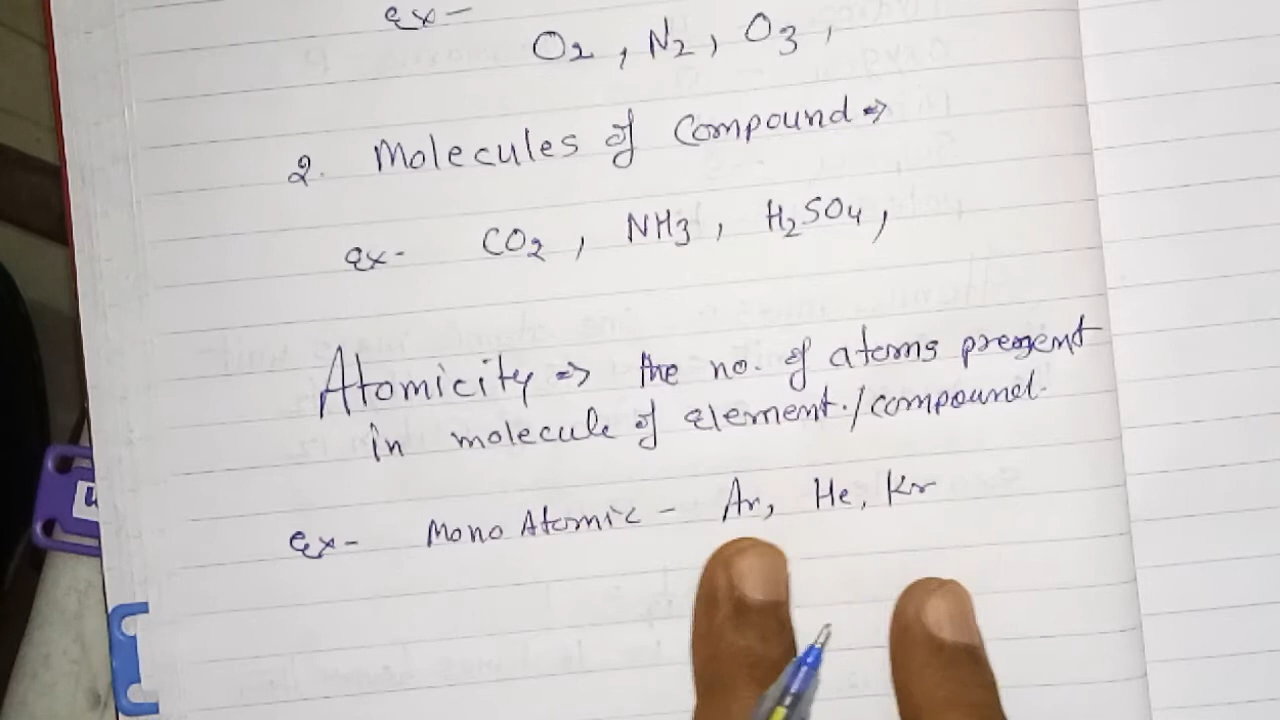 ex-
O2, N2, O3,
2. Molecules of Compound ⇒
ex- CO2, NH3, H2SO4,
Atomicity ⇒ the no. of atoms present
in molecule of element./compound.
ex- Mono Atomic - Ar, He, Kr